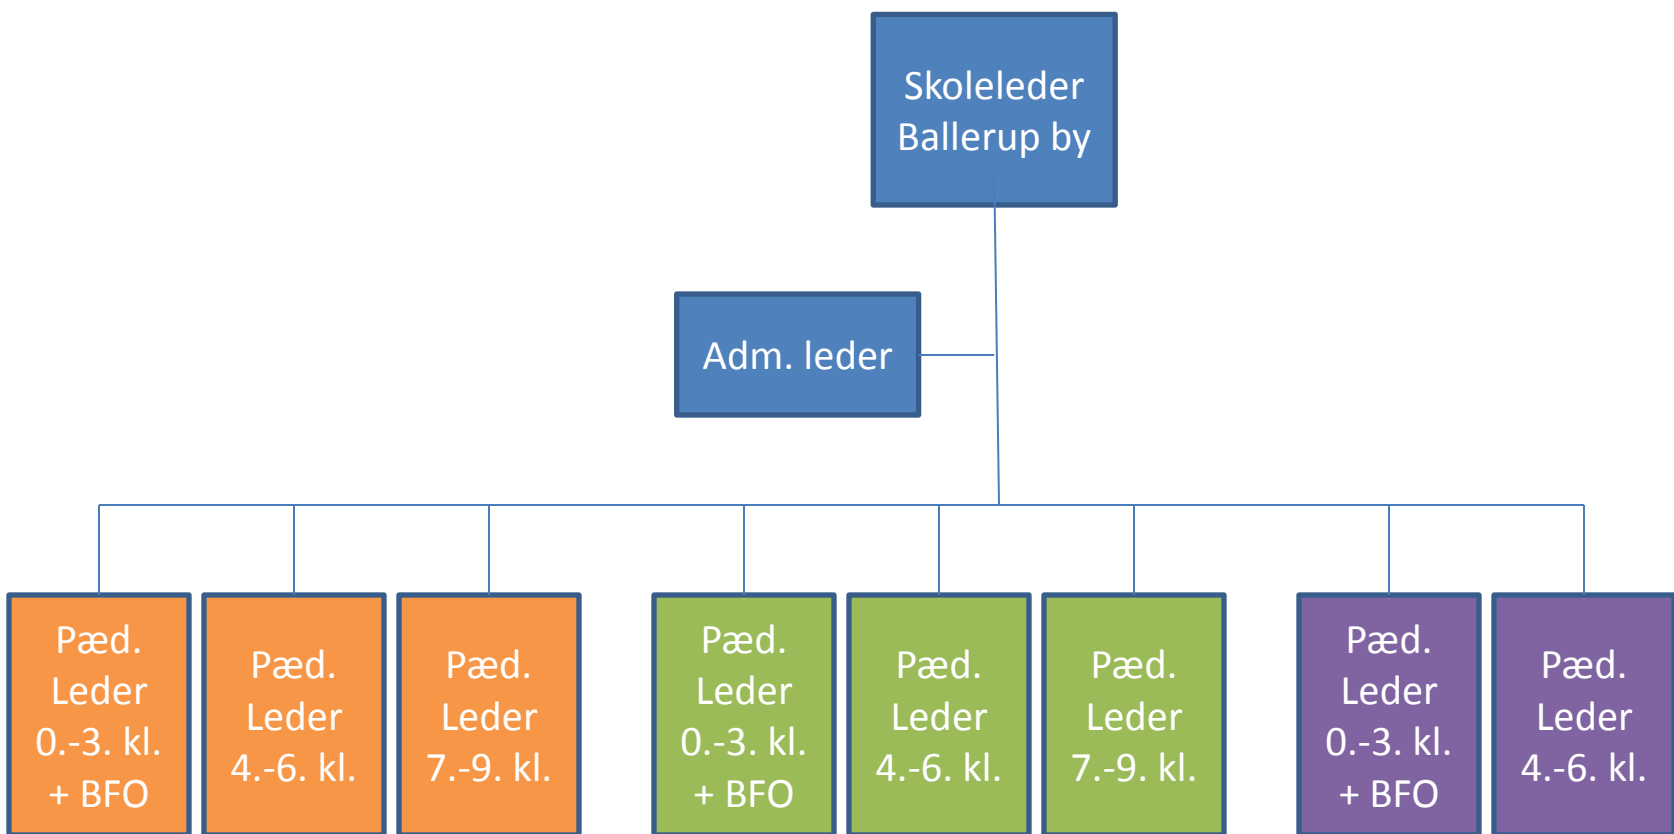 Skoleleder
Ballerup by
Adm. leder
Pæd.
Leder
0.-3. kl.
+ BFO
Pæd.
Leder
4.-6. kl.
Pæd.
Leder
7.-9. kl.
Pæd.
Leder
0.-3. kl.
+ BFO
Pæd.
Leder
4.-6. kl.
Pæd.
Leder
7.-9. kl.
Pæd.
Leder
0.-3. kl.
+ BFO
Pæd.
Leder
4.-6. kl.